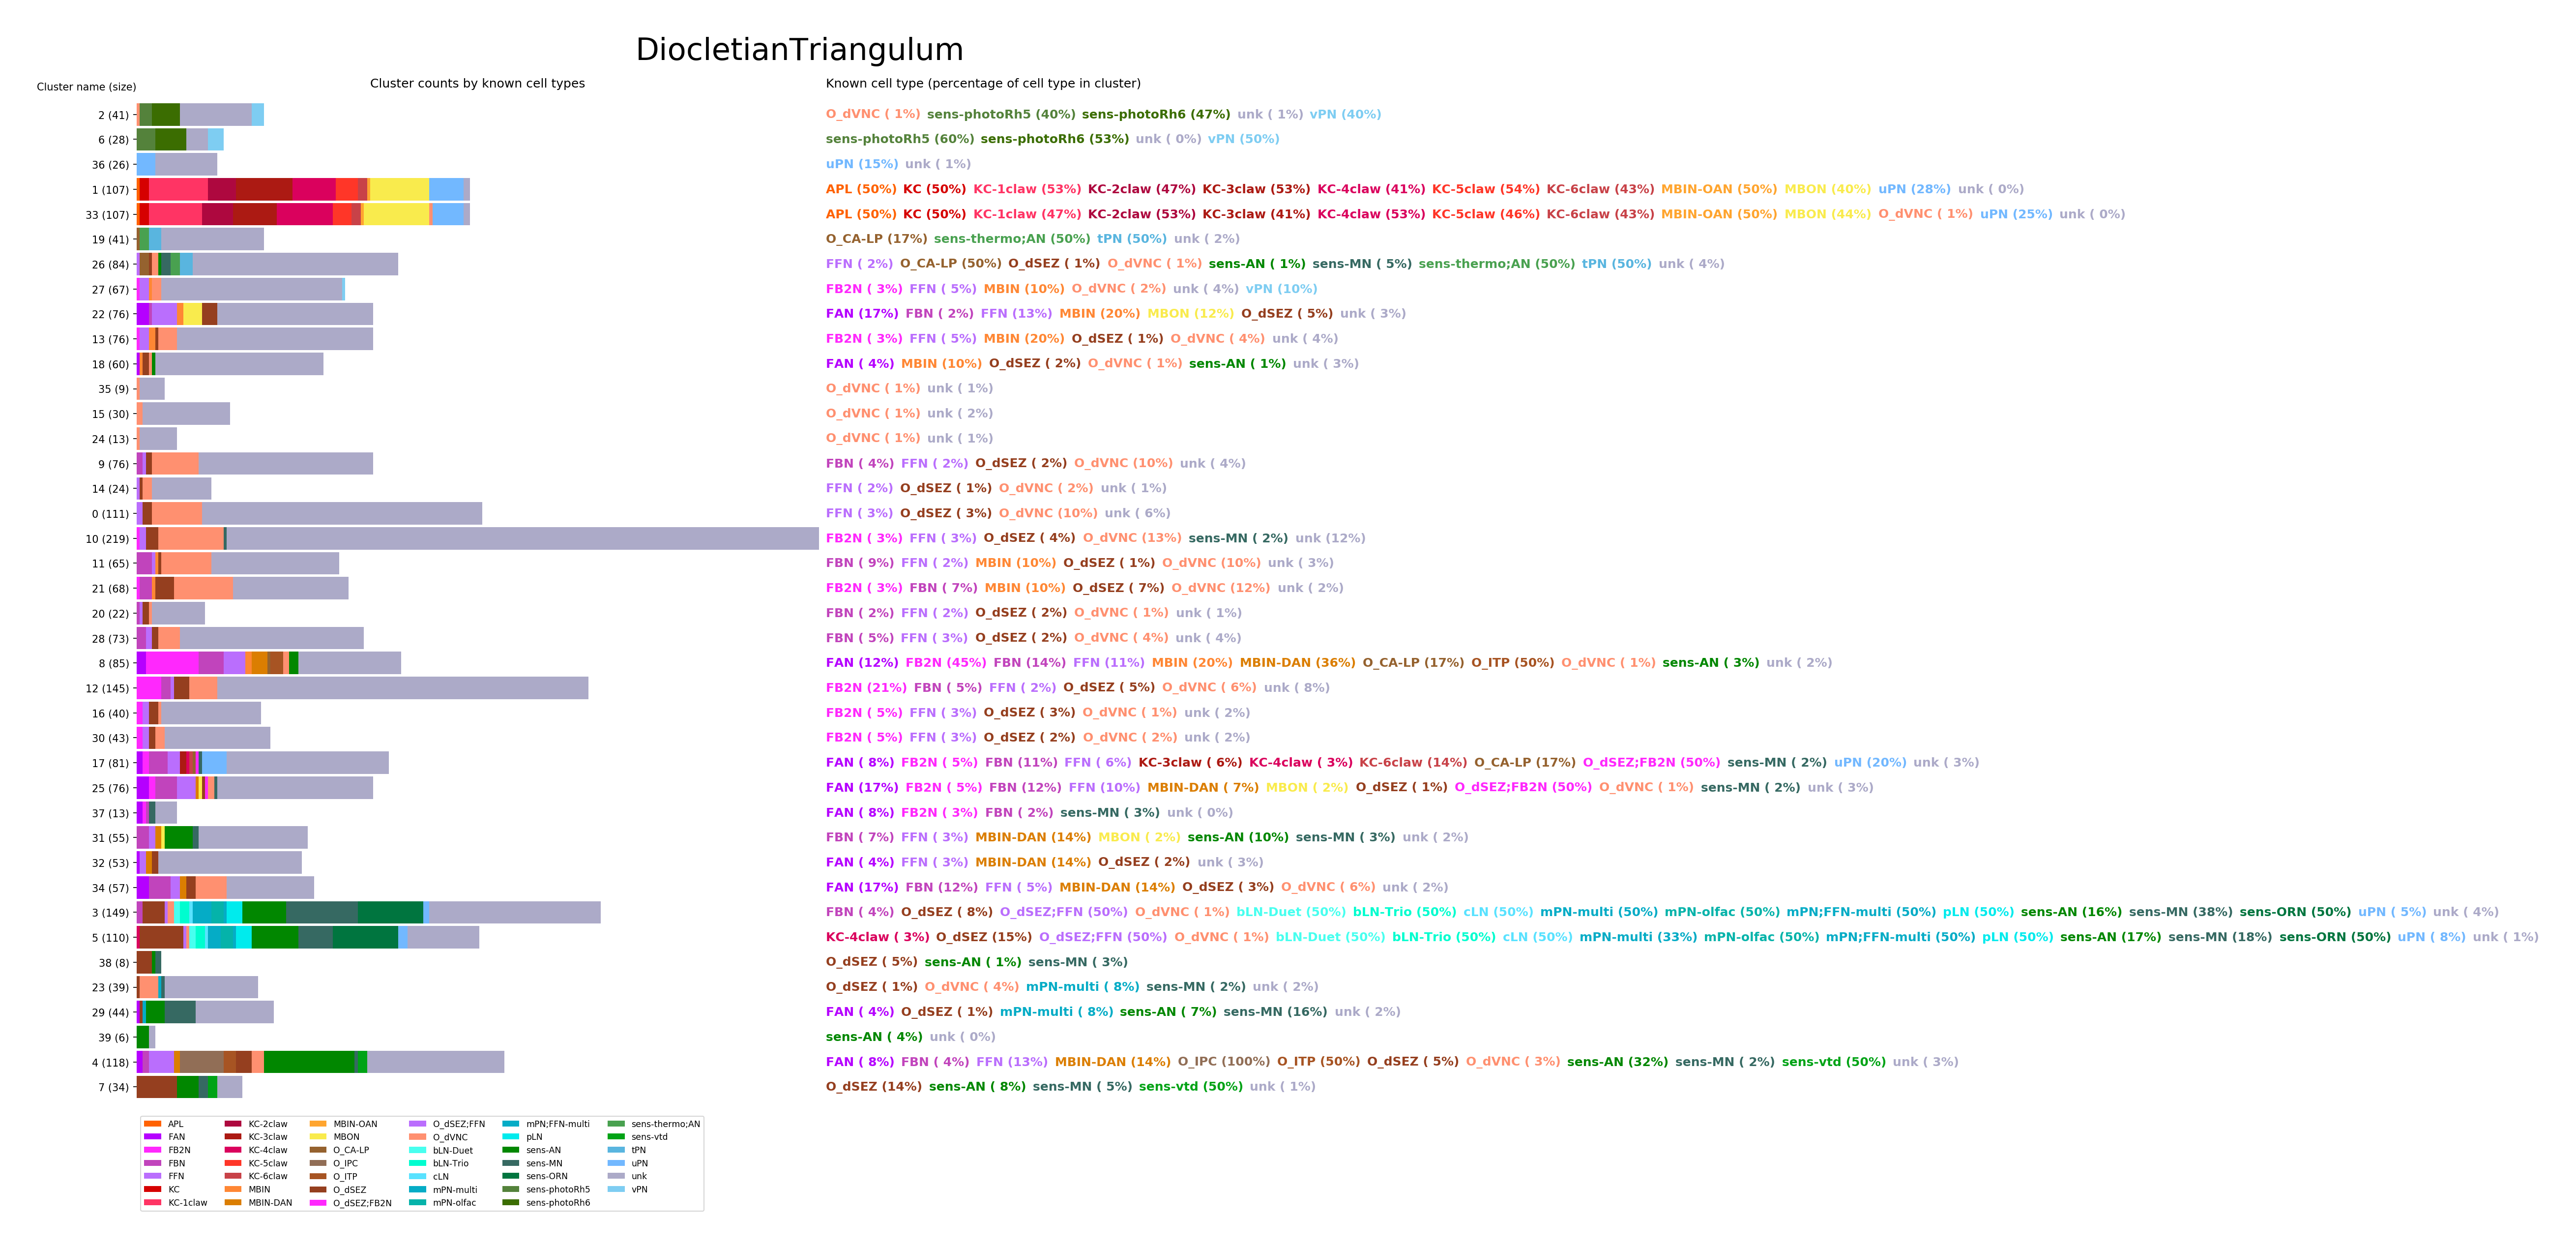 DiocletianTriangulum
Cluster name (size) Cluster counts by known cell types Known cell type (percentage of cell type in cluster)
2 (41) O_dVNC ( 1%) sens-photoRh5 (40%) sens-photoRh6 (47%) unk ( 1%) vPN (40%)
6 (28) sens-photoRh5 (60%) sens-photoRh6 (53%) unk ( 0%) vPN (50%)
36 (26) uPN (15%) unk ( 1%)
1 (107) APL (50%) KC (50%) KC-1claw (53%) KC-2claw (47%) KC-3claw (53%) KC-4claw (41%) KC-5claw (54%) KC-6claw (43%) MBIN-OAN (50%) MBON (40%) uPN (28%) unk ( 0%)
33 (107) APL (50%) KC (50%) KC-1claw (47%) KC-2claw (53%) KC-3claw (41%) KC-4claw (53%) KC-5claw (46%) KC-6claw (43%) MBIN-OAN (50%) MBON (44%) O_dVNC ( 1%) uPN (25%) unk ( 0%)
19 (41) O_CA-LP (17%) sens-thermo;AN (50%) tPN (50%) unk ( 2%)
26 (84) FFN ( 2%) O_CA-LP (50%) O_dSEZ ( 1%) O_dVNC ( 1%) sens-AN ( 1%) sens-MN ( 5%) sens-thermo;AN (50%) tPN (50%) unk ( 4%)
27 (67) FB2N ( 3%) FFN ( 5%) MBIN (10%) O_dVNC ( 2%) unk ( 4%) vPN (10%)
22 (76) FAN (17%) FBN ( 2%) FFN (13%) MBIN (20%) MBON (12%) O_dSEZ ( 5%) unk ( 3%)
13 (76) FB2N ( 3%) FFN ( 5%) MBIN (20%) O_dSEZ ( 1%) O_dVNC ( 4%) unk ( 4%)
18 (60) FAN ( 4%) MBIN (10%) O_dSEZ ( 2%) O_dVNC ( 1%) sens-AN ( 1%) unk ( 3%)
35 (9) O_dVNC ( 1%) unk ( 1%)
15 (30) O_dVNC ( 1%) unk ( 2%)
24 (13) O_dVNC ( 1%) unk ( 1%)
9 (76) FBN ( 4%) FFN ( 2%) O_dSEZ ( 2%) O_dVNC (10%) unk ( 4%)
14 (24) FFN ( 2%) O_dSEZ ( 1%) O_dVNC ( 2%) unk ( 1%)
0 (111) FFN ( 3%) O_dSEZ ( 3%) O_dVNC (10%) unk ( 6%)
10 (219) FB2N ( 3%) FFN ( 3%) O_dSEZ ( 4%) O_dVNC (13%) sens-MN ( 2%) unk (12%)
11 (65) FBN ( 9%) FFN ( 2%) MBIN (10%) O_dSEZ ( 1%) O_dVNC (10%) unk ( 3%)
21 (68) FB2N ( 3%) FBN ( 7%) MBIN (10%) O_dSEZ ( 7%) O_dVNC (12%) unk ( 2%)
20 (22) FBN ( 2%) FFN ( 2%) O_dSEZ ( 2%) O_dVNC ( 1%) unk ( 1%)
28 (73) FBN ( 5%) FFN ( 3%) O_dSEZ ( 2%) O_dVNC ( 4%) unk ( 4%)
8 (85) FAN (12%) FB2N (45%) FBN (14%) FFN (11%) MBIN (20%) MBIN-DAN (36%) O_CA-LP (17%) O_ITP (50%) O_dVNC ( 1%) sens-AN ( 3%) unk ( 2%)
12 (145) FB2N (21%) FBN ( 5%) FFN ( 2%) O_dSEZ ( 5%) O_dVNC ( 6%) unk ( 8%)
16 (40) FB2N ( 5%) FFN ( 3%) O_dSEZ ( 3%) O_dVNC ( 1%) unk ( 2%)
30 (43) FB2N ( 5%) FFN ( 3%) O_dSEZ ( 2%) O_dVNC ( 2%) unk ( 2%)
17 (81) FAN ( 8%) FB2N ( 5%) FBN (11%) FFN ( 6%) KC-3claw ( 6%) KC-4claw ( 3%) KC-6claw (14%) O_CA-LP (17%) O_dSEZ;FB2N (50%) sens-MN ( 2%) uPN (20%) unk ( 3%)
25 (76) FAN (17%) FB2N ( 5%) FBN (12%) FFN (10%) MBIN-DAN ( 7%) MBON ( 2%) O_dSEZ ( 1%) O_dSEZ;FB2N (50%) O_dVNC ( 1%) sens-MN ( 2%) unk ( 3%)
37 (13) FAN ( 8%) FB2N ( 3%) FBN ( 2%) sens-MN ( 3%) unk ( 0%)
31 (55) FBN ( 7%) FFN ( 3%) MBIN-DAN (14%) MBON ( 2%) sens-AN (10%) sens-MN ( 3%) unk ( 2%)
32 (53) FAN ( 4%) FFN ( 3%) MBIN-DAN (14%) O_dSEZ ( 2%) unk ( 3%)
34 (57) FAN (17%) FBN (12%) FFN ( 5%) MBIN-DAN (14%) O_dSEZ ( 3%) O_dVNC ( 6%) unk ( 2%)
3 (149) FBN ( 4%) O_dSEZ ( 8%) O_dSEZ;FFN (50%) O_dVNC ( 1%) bLN-Duet (50%) bLN-Trio (50%) cLN (50%) mPN-multi (50%) mPN-olfac (50%) mPN;FFN-multi (50%) pLN (50%) sens-AN (16%) sens-MN (38%) sens-ORN (50%) uPN ( 5%) unk ( 4%)
5 (110) KC-4claw ( 3%) O_dSEZ (15%) O_dSEZ;FFN (50%) O_dVNC ( 1%) bLN-Duet (50%) bLN-Trio (50%) cLN (50%) mPN-multi (33%) mPN-olfac (50%) mPN;FFN-multi (50%) pLN (50%) sens-AN (17%) sens-MN (18%) sens-ORN (50%) uPN ( 8%) unk ( 1%)
38 (8) O_dSEZ ( 5%) sens-AN ( 1%) sens-MN ( 3%)
23 (39) O_dSEZ ( 1%) O_dVNC ( 4%) mPN-multi ( 8%) sens-MN ( 2%) unk ( 2%)
29 (44) FAN ( 4%) O_dSEZ ( 1%) mPN-multi ( 8%) sens-AN ( 7%) sens-MN (16%) unk ( 2%)
39 (6) sens-AN ( 4%) unk ( 0%)
4 (118) FAN ( 8%) FBN ( 4%) FFN (13%) MBIN-DAN (14%) O_IPC (100%) O_ITP (50%) O_dSEZ ( 5%) O_dVNC ( 3%) sens-AN (32%) sens-MN ( 2%) sens-vtd (50%) unk ( 3%)
7 (34) O_dSEZ (14%) sens-AN ( 8%) sens-MN ( 5%) sens-vtd (50%) unk ( 1%)
APL KC-2claw MBIN-OAN O_dSEZ;FFN mPN;FFN-multi sens-thermo;AN
FAN KC-3claw MBON O_dVNC pLN sens-vtd
FB2N KC-4claw O_CA-LP bLN-Duet sens-AN tPN
FBN KC-5claw O_IPC bLN-Trio sens-MN uPN
FFN KC-6claw O_ITP cLN sens-ORN unk
KC MBIN O_dSEZ mPN-multi sens-photoRh5 vPN
KC-1claw MBIN-DAN O_dSEZ;FB2N mPN-olfac sens-photoRh6